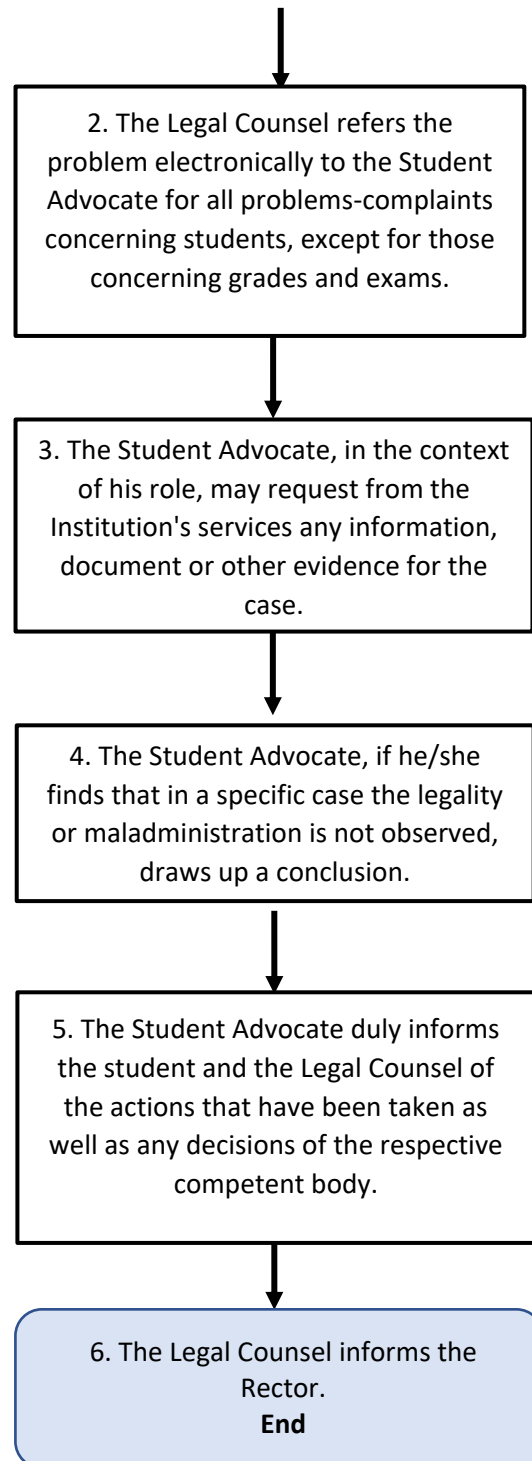 2. The Legal Counsel refers the
problem electronically to the Student
Advocate for all problems-complaints
concerning students, except for those
concerning grades and exams.
3. The Student Advocate, in the context
of his role, may request from the
Institution's services any information,
document or other evidence for the
case.
4. The Student Advocate, if he/she
finds that in a specific case the legality
or maladministration is not observed,
draws up a conclusion.
5. The Student Advocate duly informs
the student and the Legal Counsel of
the actions that have been taken as
well as any decisions of the respective
competent body.
6. The Legal Counsel informs the
Rector.
End